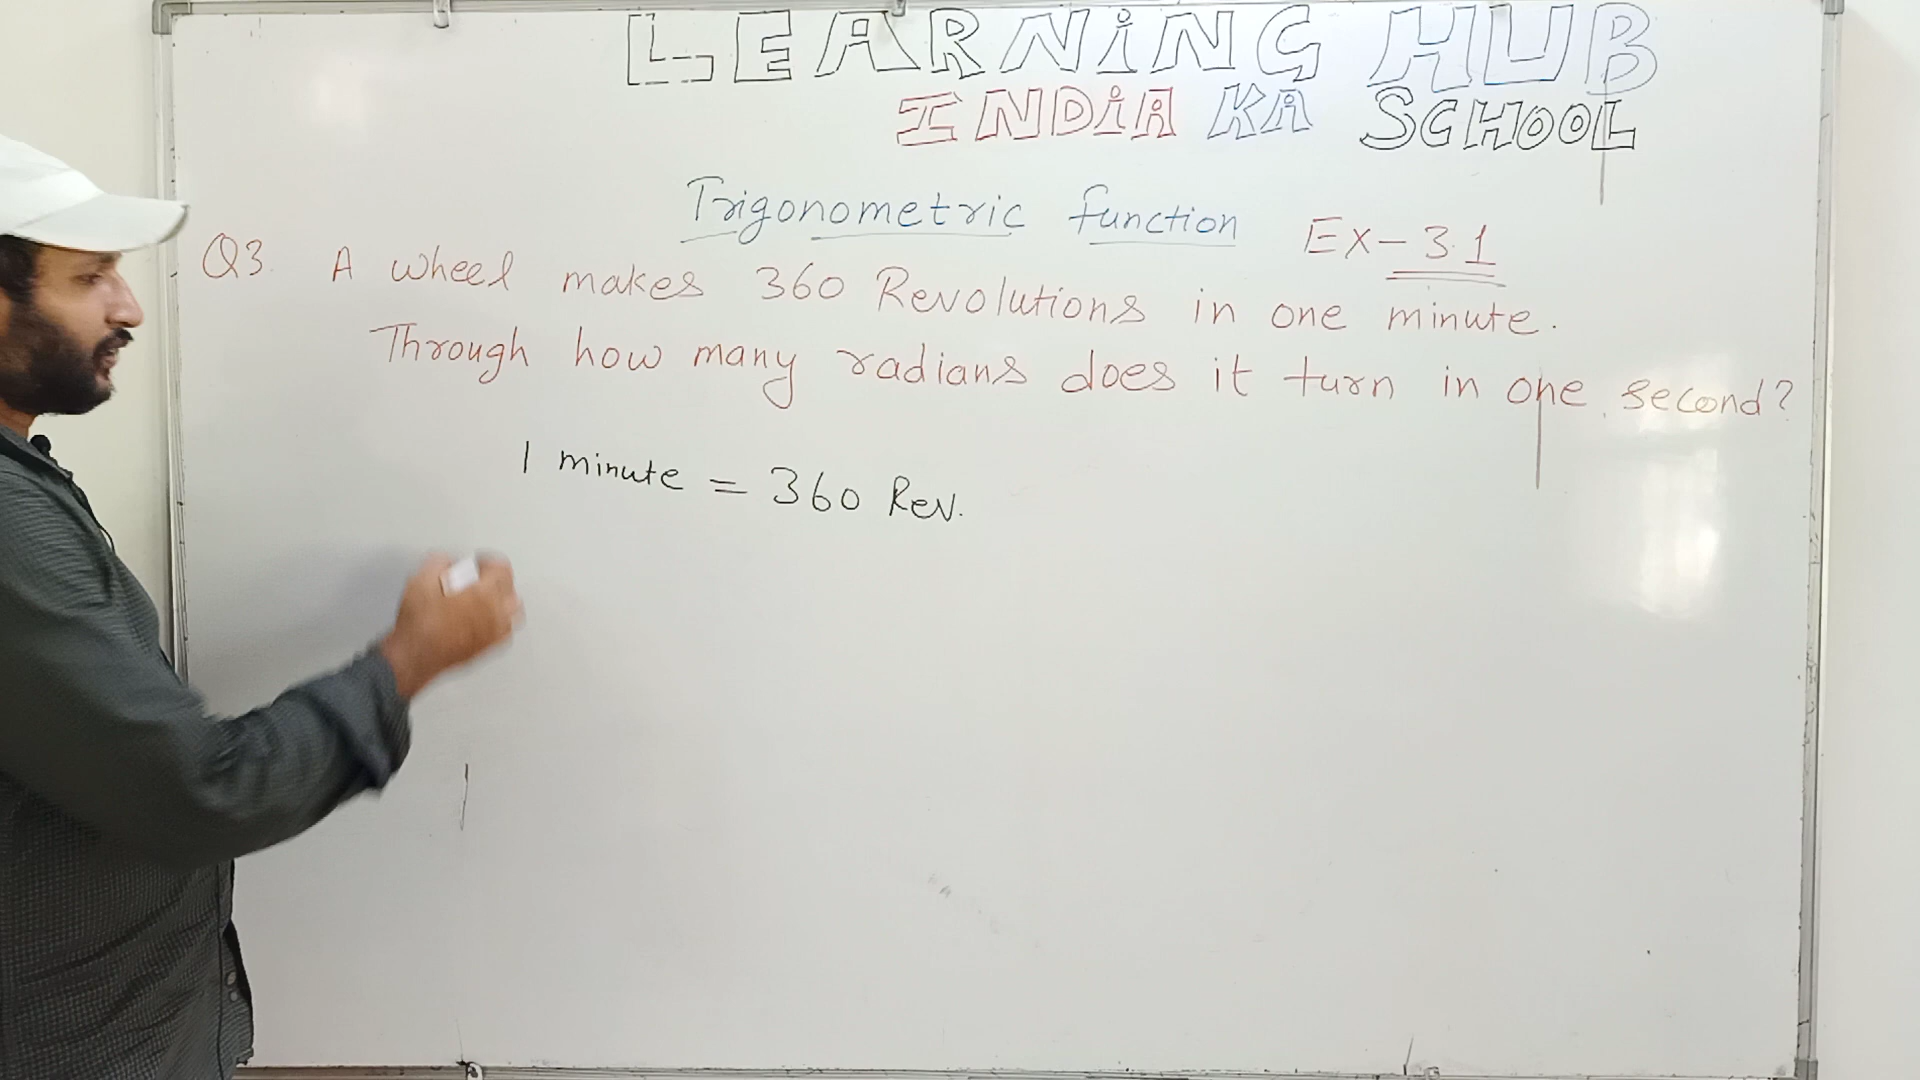 LEARNING HUB
INDIA KA SCHOOL
Trigonometric function Ex-3.1
Q3. A wheel makes 360 Revolutions in one minute.
Through how many radians does it turn in one second?
1 minute = 360 Rev.